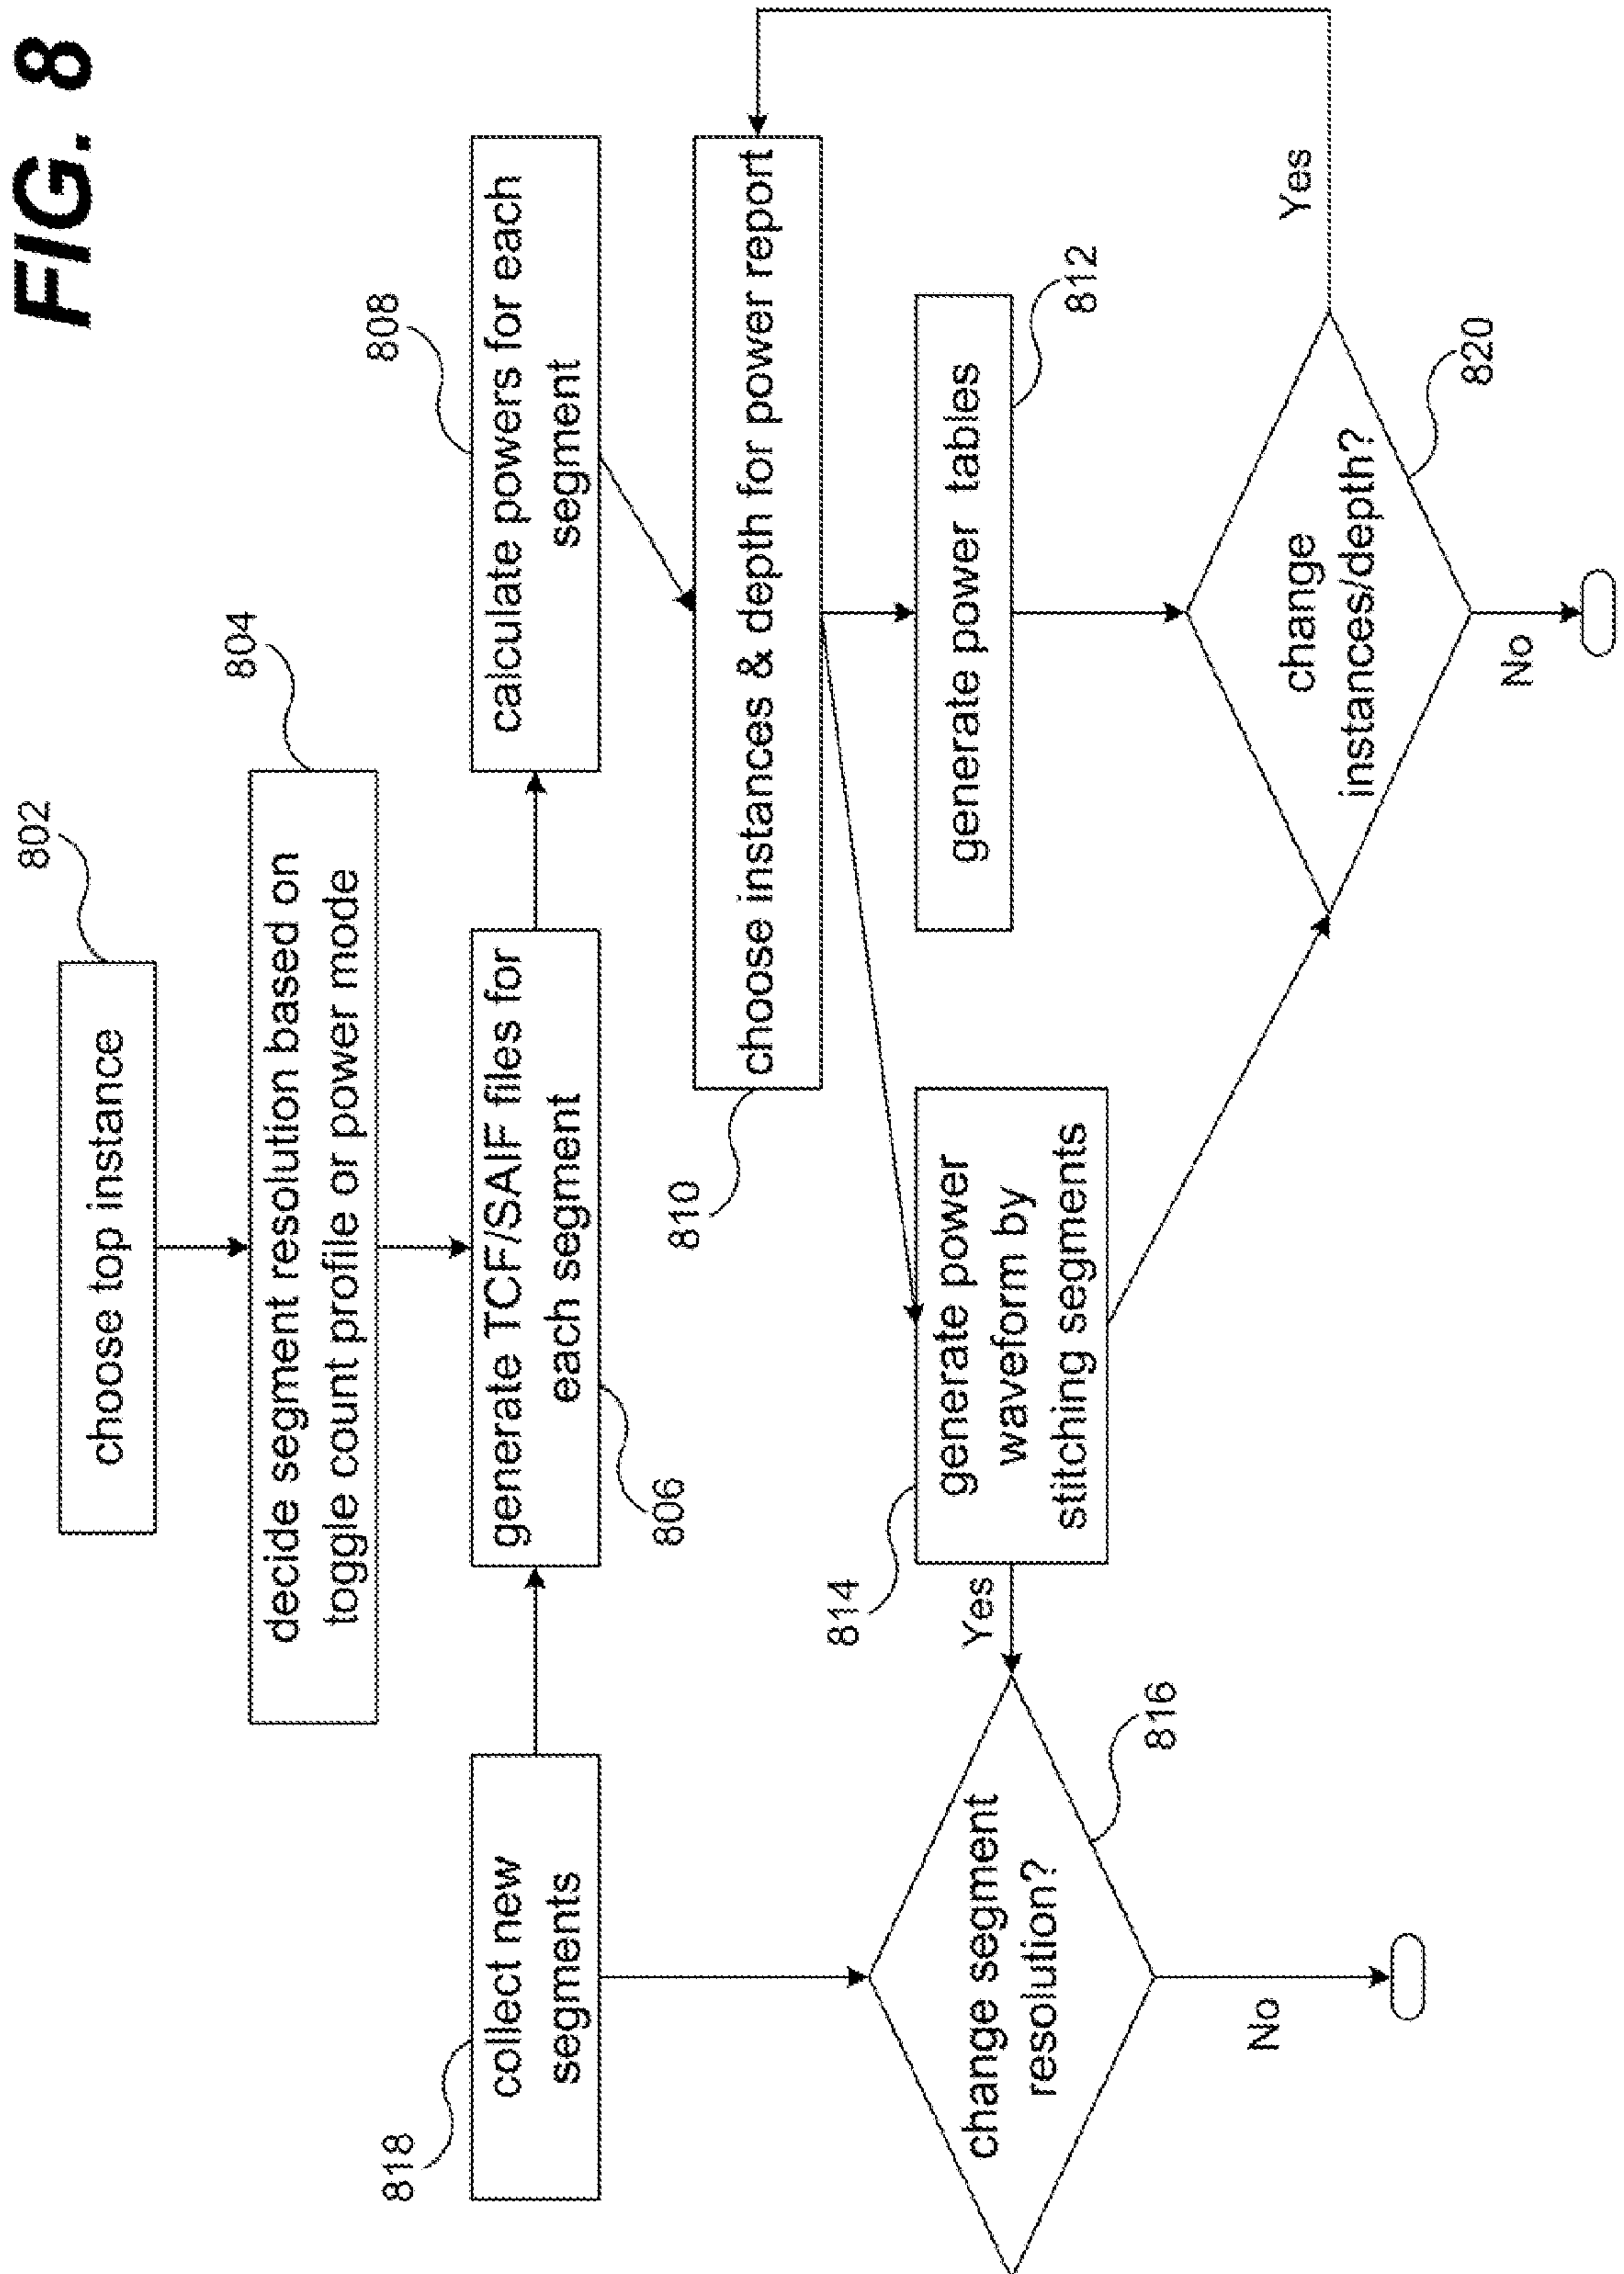 FIG. 8
802
choose top instance
804
decide segment resolution based on
toggle count profile or power mode
818
collect new
segments
generate TCF/SAIF files for
each segment
806
808
calculate powers for each
segment
810
choose instances & depth for power report
814
generate power
waveform by
stitching segments
generate power tables
812
Yes
change segment
resolution?
816
No
change
instances/depth?
820
Yes
No